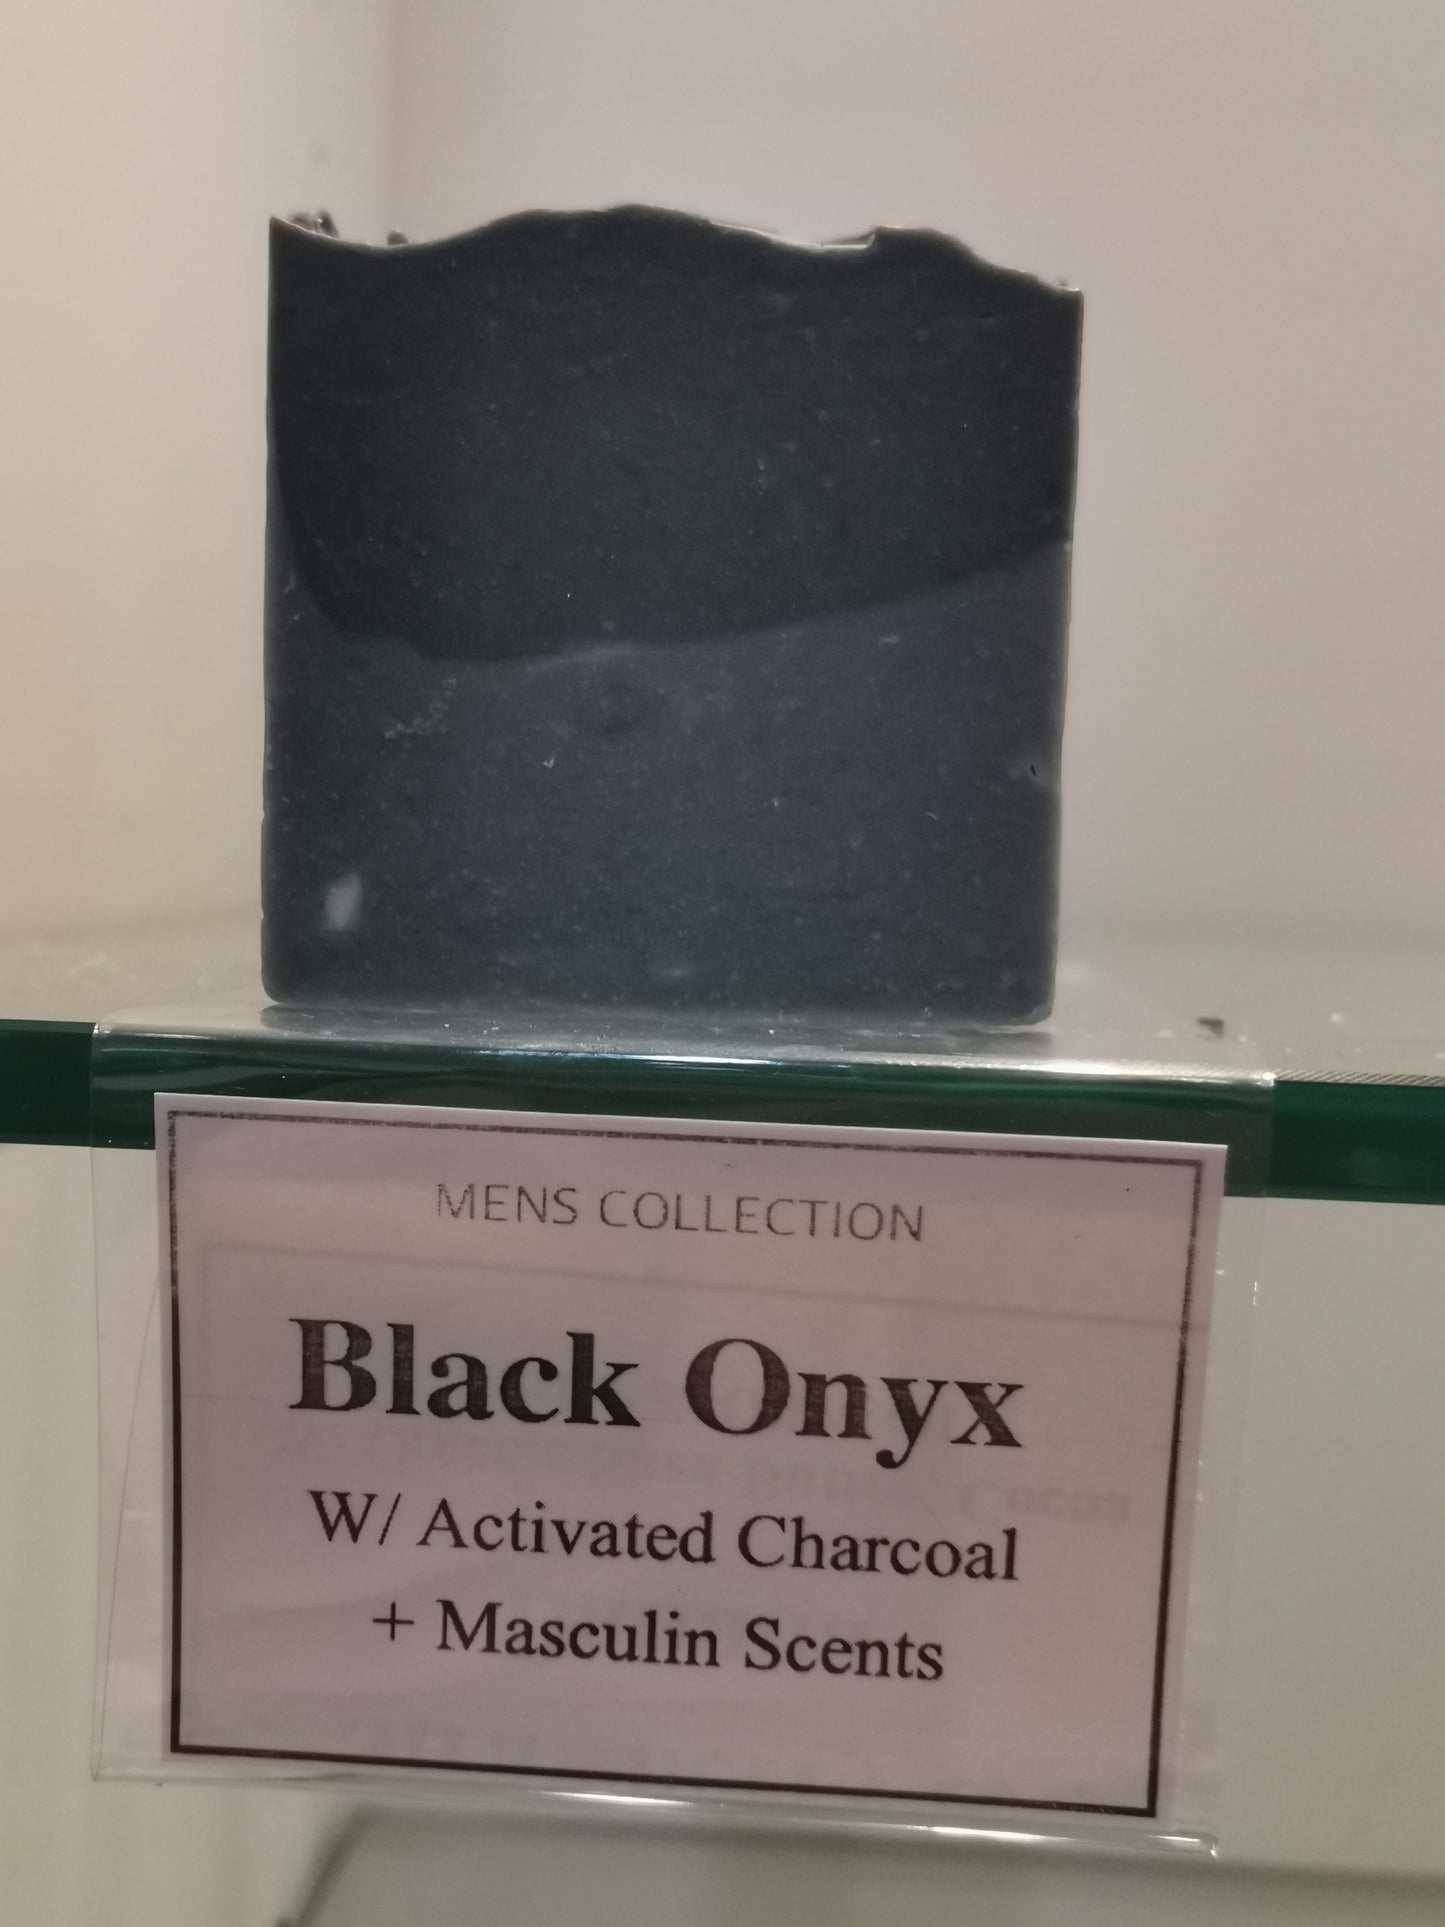 MENS COLLECTION
Black Onyx
W/ Activated Charcoal
+ Masculin Scents